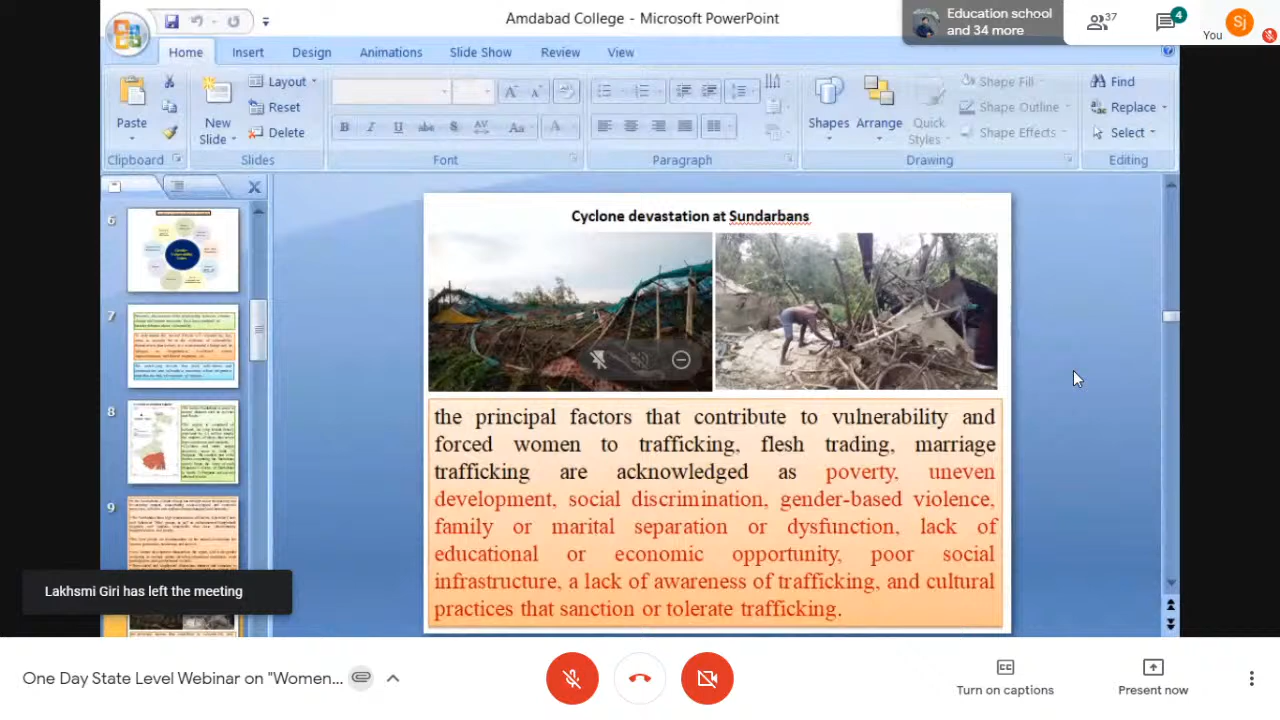 Amdabad College - Microsoft PowerPoint
Education school
and 34 more
37
4
You
Sj
Home Insert Design Animations Slide Show Review View
Paste
Clipboard
New
Slide
Layout
Reset
Delete
Slides
Font
Paragraph
Shapes
Arrange
Quick
Styles
Shape Fill
Shape Outline
Shape Effects
Drawing
Find
Replace
Select
Editing
6
7
8
9
Cyclone devastation at Sundarbans
the principal factors that contribute to vulnerability and
forced women to trafficking, flesh trading, marriage
trafficking are acknowledged as poverty, uneven
development, social discrimination, gender-based violence,
family or marital separation or dysfunction, lack of
educational or economic opportunity, poor social
infrastructure, a lack of awareness of trafficking, and cultural
practices that sanction or tolerate trafficking.
Lakhsmi Giri has left the meeting
One Day State Level Webinar on "Women...
Turn on captions
Present now